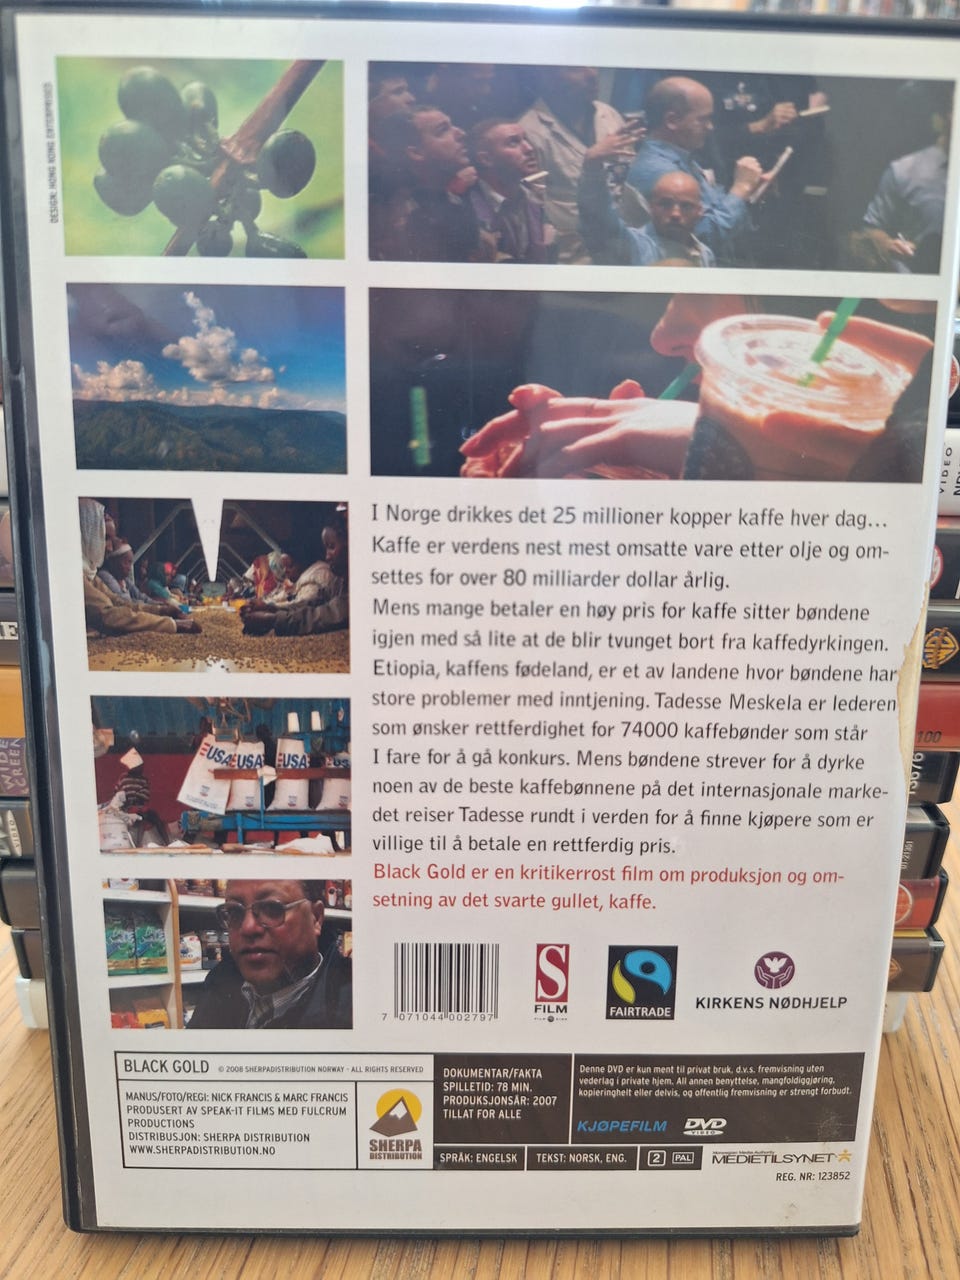 DESIGN: HONG KONG ENTERPRISES
USA USA USA US
I Norge drikkes det 25 millioner kopper kaffe hver dag...
Kaffe er verdens nest mest omsatte vare etter olje og om-
settes for over 80 milliarder dollar årlig.
Mens mange betaler en høy pris for kaffe sitter bøndene
igjen med så lite at de blir tvunget bort fra kaffedyrkingen.
Etiopia, kaffens fødeland, er et av landene hvor bøndene har
store problemer med inntjening. Tadesse Meskela er lederen
som ønsker rettferdighet for 74000 kaffebønder som står
I fare for å gå konkurs. Mens bøndene strever for å dyrke
noen av de beste kaffebønnene på det internasjonale marke-
det reiser Tadesse rundt i verden for å finne kjøpere som er
villige til å betale en rettferdig pris.
Black Gold er en kritikerrost film om produksjon og om-
setning av det svarte gullet, kaffe.
7 071044 002797
S
FILM
FAIRTRADE
KIRKENS NØDHJELP
BLACK GOLD © 2008 SHERPADISTRIBUTION NORWAY - ALL RIGHTS RESERVED
MANUS/FOTO/REGI: NICK FRANCIS & MARC FRANCIS
PRODUSERT AV SPEAK-IT FILMS MED FULCRUM
PRODUCTIONS
DISTRIBUSJON: SHERPA DISTRIBUTION
WWW.SHERPADISTRIBUTION.NO
SHERPA
DISTRIBUTION
DOKUMENTAR/FAKTA
SPILLETID: 78 MIN.
PRODUKSJONSÅR: 2007
TILLAT FOR ALLE
Denne DVD er kun ment til privat bruk, d.v.s. fremvisning uten
vederlag i private hjem. All annen benyttelse, mangfoldiggjøring,
kopieringhelt eller delvis, og offentlig fremvisning er strengt forbudt.
KJØPEFILM
DVD
VIDEO
SPRÅK: ENGELSK
TEKST: NORSK, ENG.
2 PAL
Norwegian Media Authority
MEDIETILSYNET
REG. NR: 123852
VIDEO
WIDE
SCREEN
100